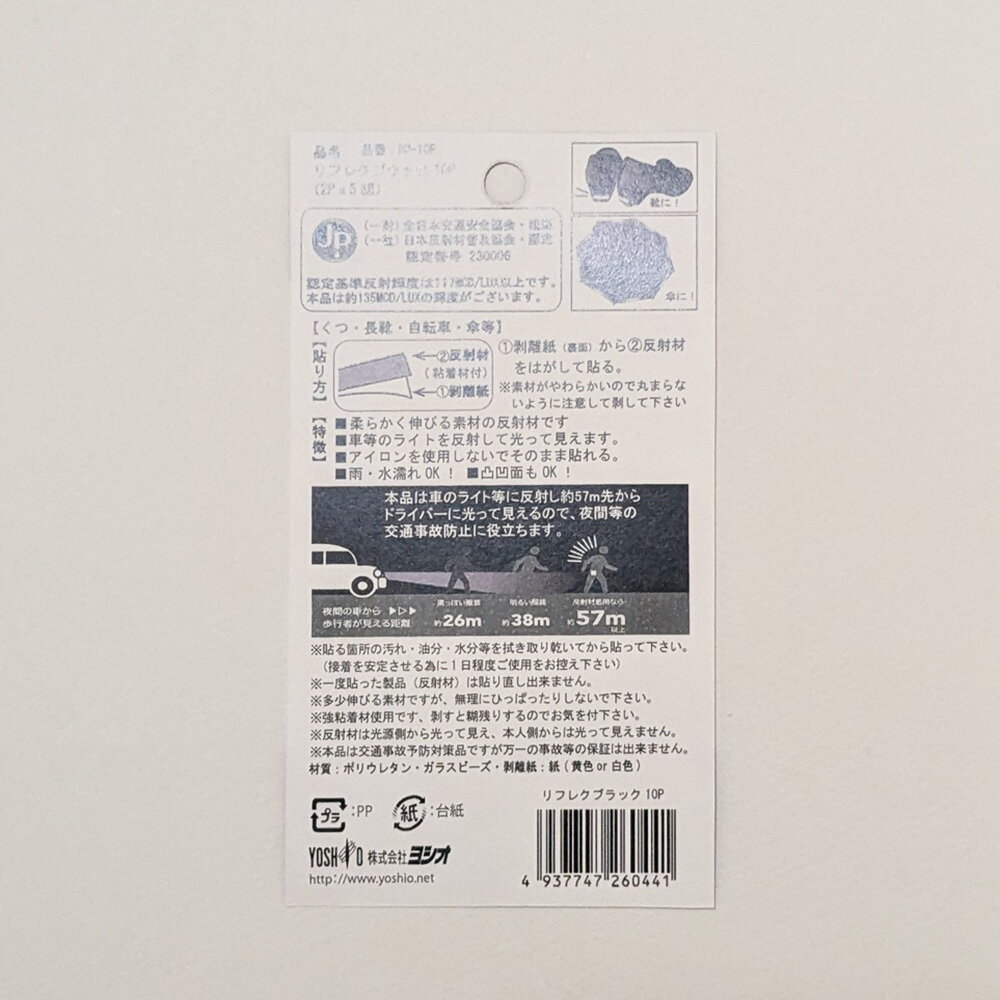 品名 品番:
リフレクブラック10P
(2P x 5 組)
靴に!
JP
(一財)全日本交通安全協会・推奨
(一社)日本反射材普及協会・認定
認定番号 230006
認定基準反射輝度は117MCD/LUX以上です。
本品は約135MCD/LUXの輝度がございます。
傘に!
【くつ・長靴・自転車・傘等】
【貼り方】
②反射材
(粘着材付)
①剥離紙
①剥離紙(裏面)から②反射材
をはがして貼る。
※素材がやわらかいので丸まらな
いように注意して剥して下さい
【特徴】
■柔らかく伸びる素材の反射材です
■車等のライトを反射して光って見えます。
■アイロンを使用しないでそのまま貼れる。
■雨・水濡れOK! ■凸凹面もOK!
本品は車のライト等に反射し約57m先から
ドライバーに光って見えるので、夜間等の
交通事故防止に役立ちます。
夜間の車から ▶▷▶
歩行者が見える距離
黒っぽい服装
約26m
明るい服装
約38m
反射材着用なら
約57m以上
※貼る箇所の汚れ・油分・水分等を拭き取り乾いてから貼って下さい。
(接着を安定させる為に1日程度ご使用をお控え下さい)
※一度貼った製品(反射材)は貼り直し出来ません。
※多少伸びる素材ですが、無理にひっぱったりしないで下さい。
※強粘着材使用です、剥すと糊残りするのでお気を付下さい。
※反射材は光源側から光って見え、本人側からは光って見えません。
※本品は交通事故予防対策品ですが万一の事故等の保証は出来ません。
材質:ポリウレタン・ガラスビーズ・剥離紙:紙(黄色or白色)
プラ:PP 紙:台紙
YOSHIO 株式会社ヨシオ
http://www.yoshio.net
リフレクブラック10P
4 937747 260441